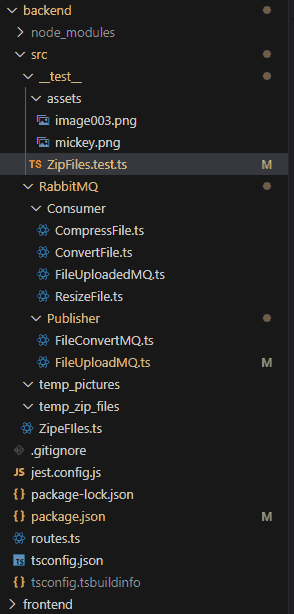 backend
node_modules
src
__test__
assets
image003.png
mickey.png
TS ZipFiles.test.ts M
RabbitMQ
Consumer
CompressFile.ts
ConvertFile.ts
FileUploadedMQ.ts
ResizeFile.ts
Publisher
FileConvertMQ.ts
FileUploadMQ.ts M
temp_pictures
temp_zip_files
ZipeFIles.ts
.gitignore
JS jest.config.js
{} package-lock.json
{} package.json M
routes.ts
TS tsconfig.json
{} tsconfig.tsbuildinfo
frontend